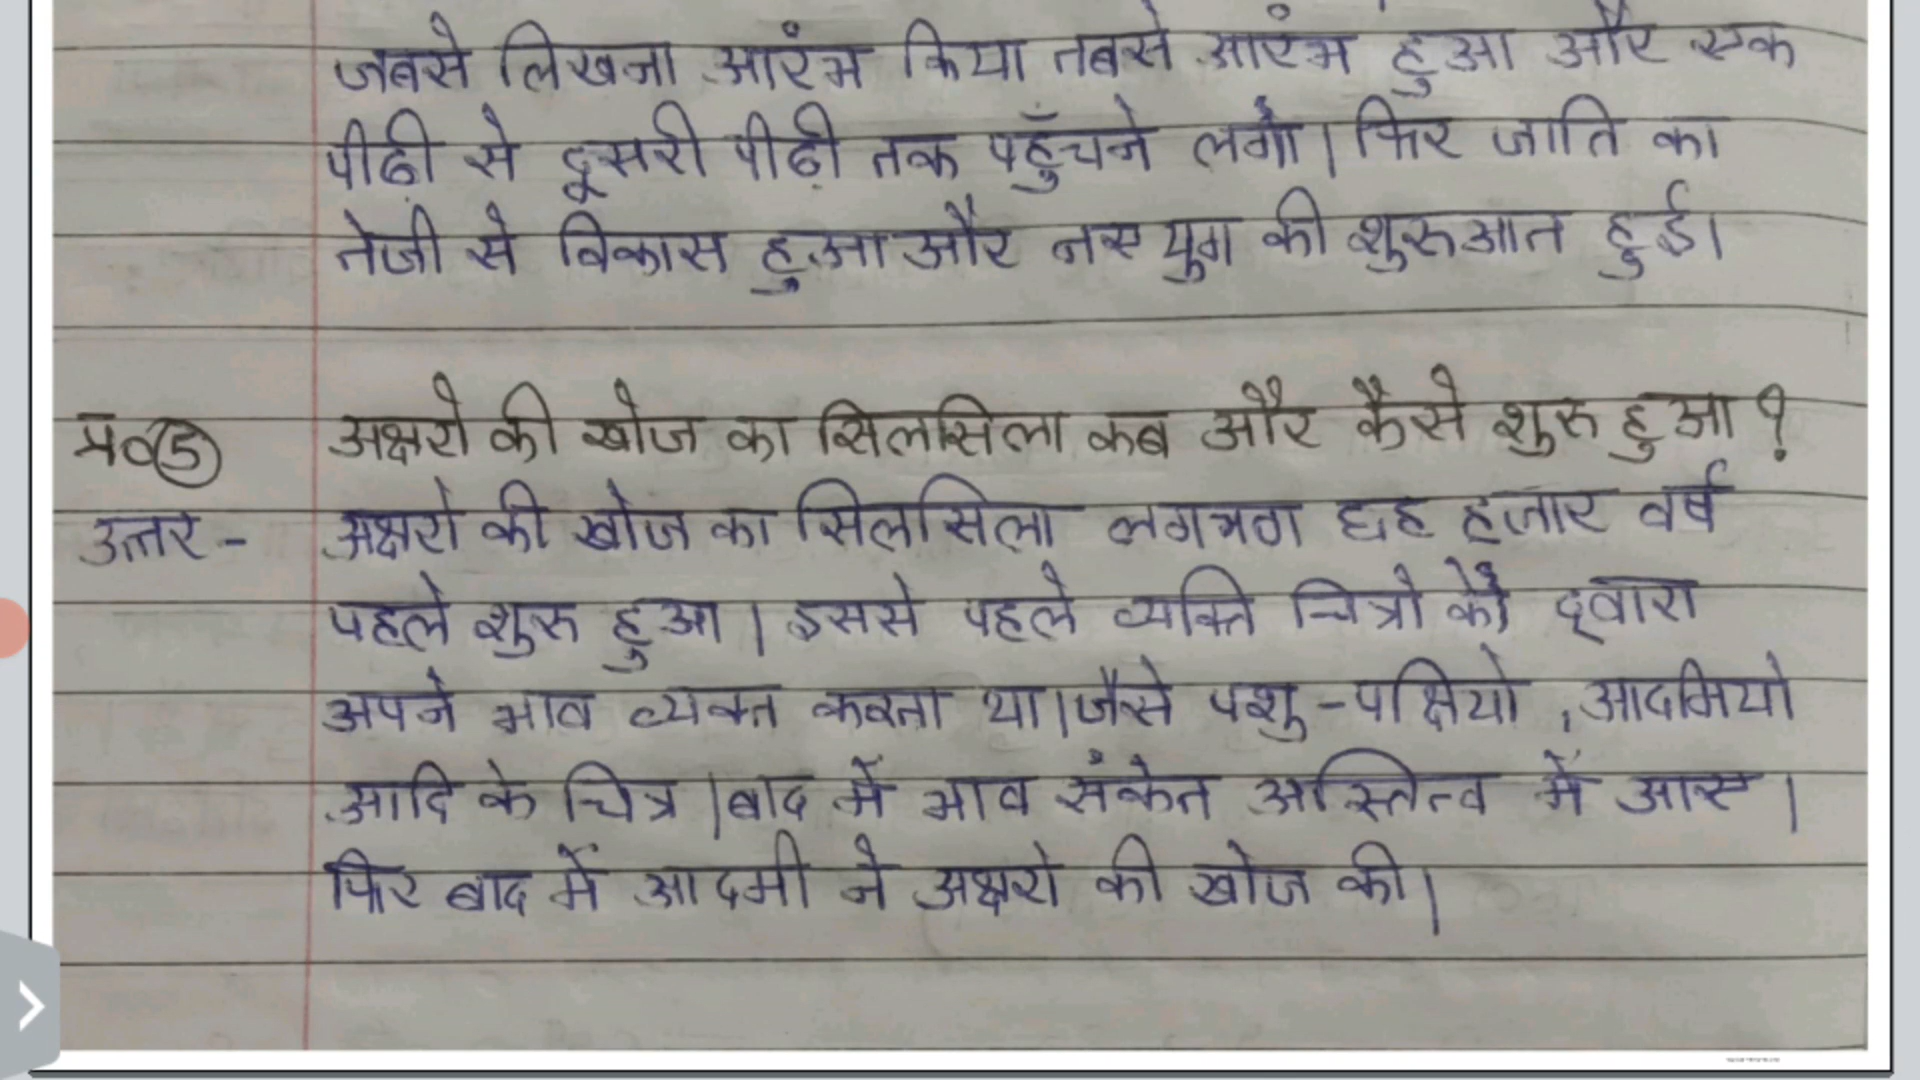 जबसे लिखना आरंभ किया तबसे आरंभ हुआ और एक
पीढी से दूसरी पीढ़ी तक पहुँचने लगी। फिर जाति का
तेजी से विकास हुआ और नए युग की शुरुआत हुई।
प्र०5 अक्षरो की खोज का सिलसिला कब और कैसे शुरु हुआ ?
उत्तर - अक्षरो की खोज का सिलसिला लगभग छह हजार वर्ष
पहले शुरु हुआ। इससे पहले व्यक्ति चित्रो के द्वारा
अपने भाव व्यक्त करता था। जैसे पशु-पक्षियो , आदमियो
आदि के चित्र। बाद में भाव संकेत अस्तित्व में आए।
फिर बाद में आदमी ने अक्षरो की खोज की।